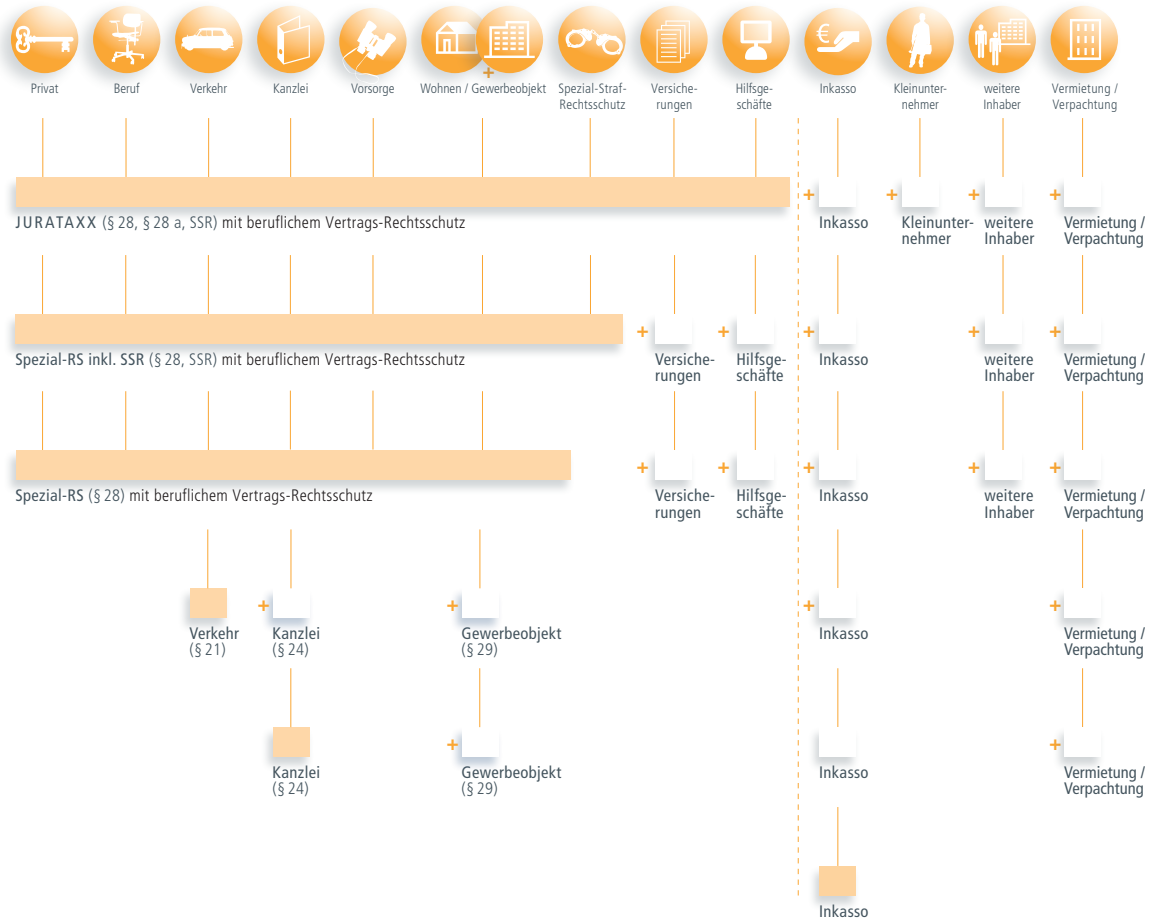 €
Privat
Beruf
Verkehr
Kanzlei
Vorsorge
Wohnen / Gewerbeobjekt
+
Spezial-Straf-
Rechtsschutz
Versiche-
rungen
Hilfsge-
schäfte
Inkasso
Kleinunter-
nehmer
weitere
Inhaber
Vermietung /
Verpachtung
JURATAXX (§ 28, § 28 a, SSR) mit beruflichem Vertrags-Rechtsschutz
+
Inkasso
+
Kleinunter-
nehmer
+
weitere
Inhaber
+
Vermietung /
Verpachtung
Spezial-RS inkl. SSR (§ 28, SSR) mit beruflichem Vertrags-Rechtsschutz
+
Versiche-
rungen
+
Hilfsge-
schäfte
+
Inkasso
+
weitere
Inhaber
+
Vermietung /
Verpachtung
Spezial-RS (§ 28) mit beruflichem Vertrags-Rechtsschutz
+
Versiche-
rungen
+
Hilfsge-
schäfte
+
Inkasso
+
weitere
Inhaber
+
Vermietung /
Verpachtung
Verkehr
(§ 21)
+
Kanzlei
(§ 24)
+
Gewerbeobjekt
(§ 29)
+
Inkasso
+
Vermietung /
Verpachtung
Kanzlei
(§ 24)
+
Gewerbeobjekt
(§ 29)
Inkasso
+
Vermietung /
Verpachtung
Inkasso